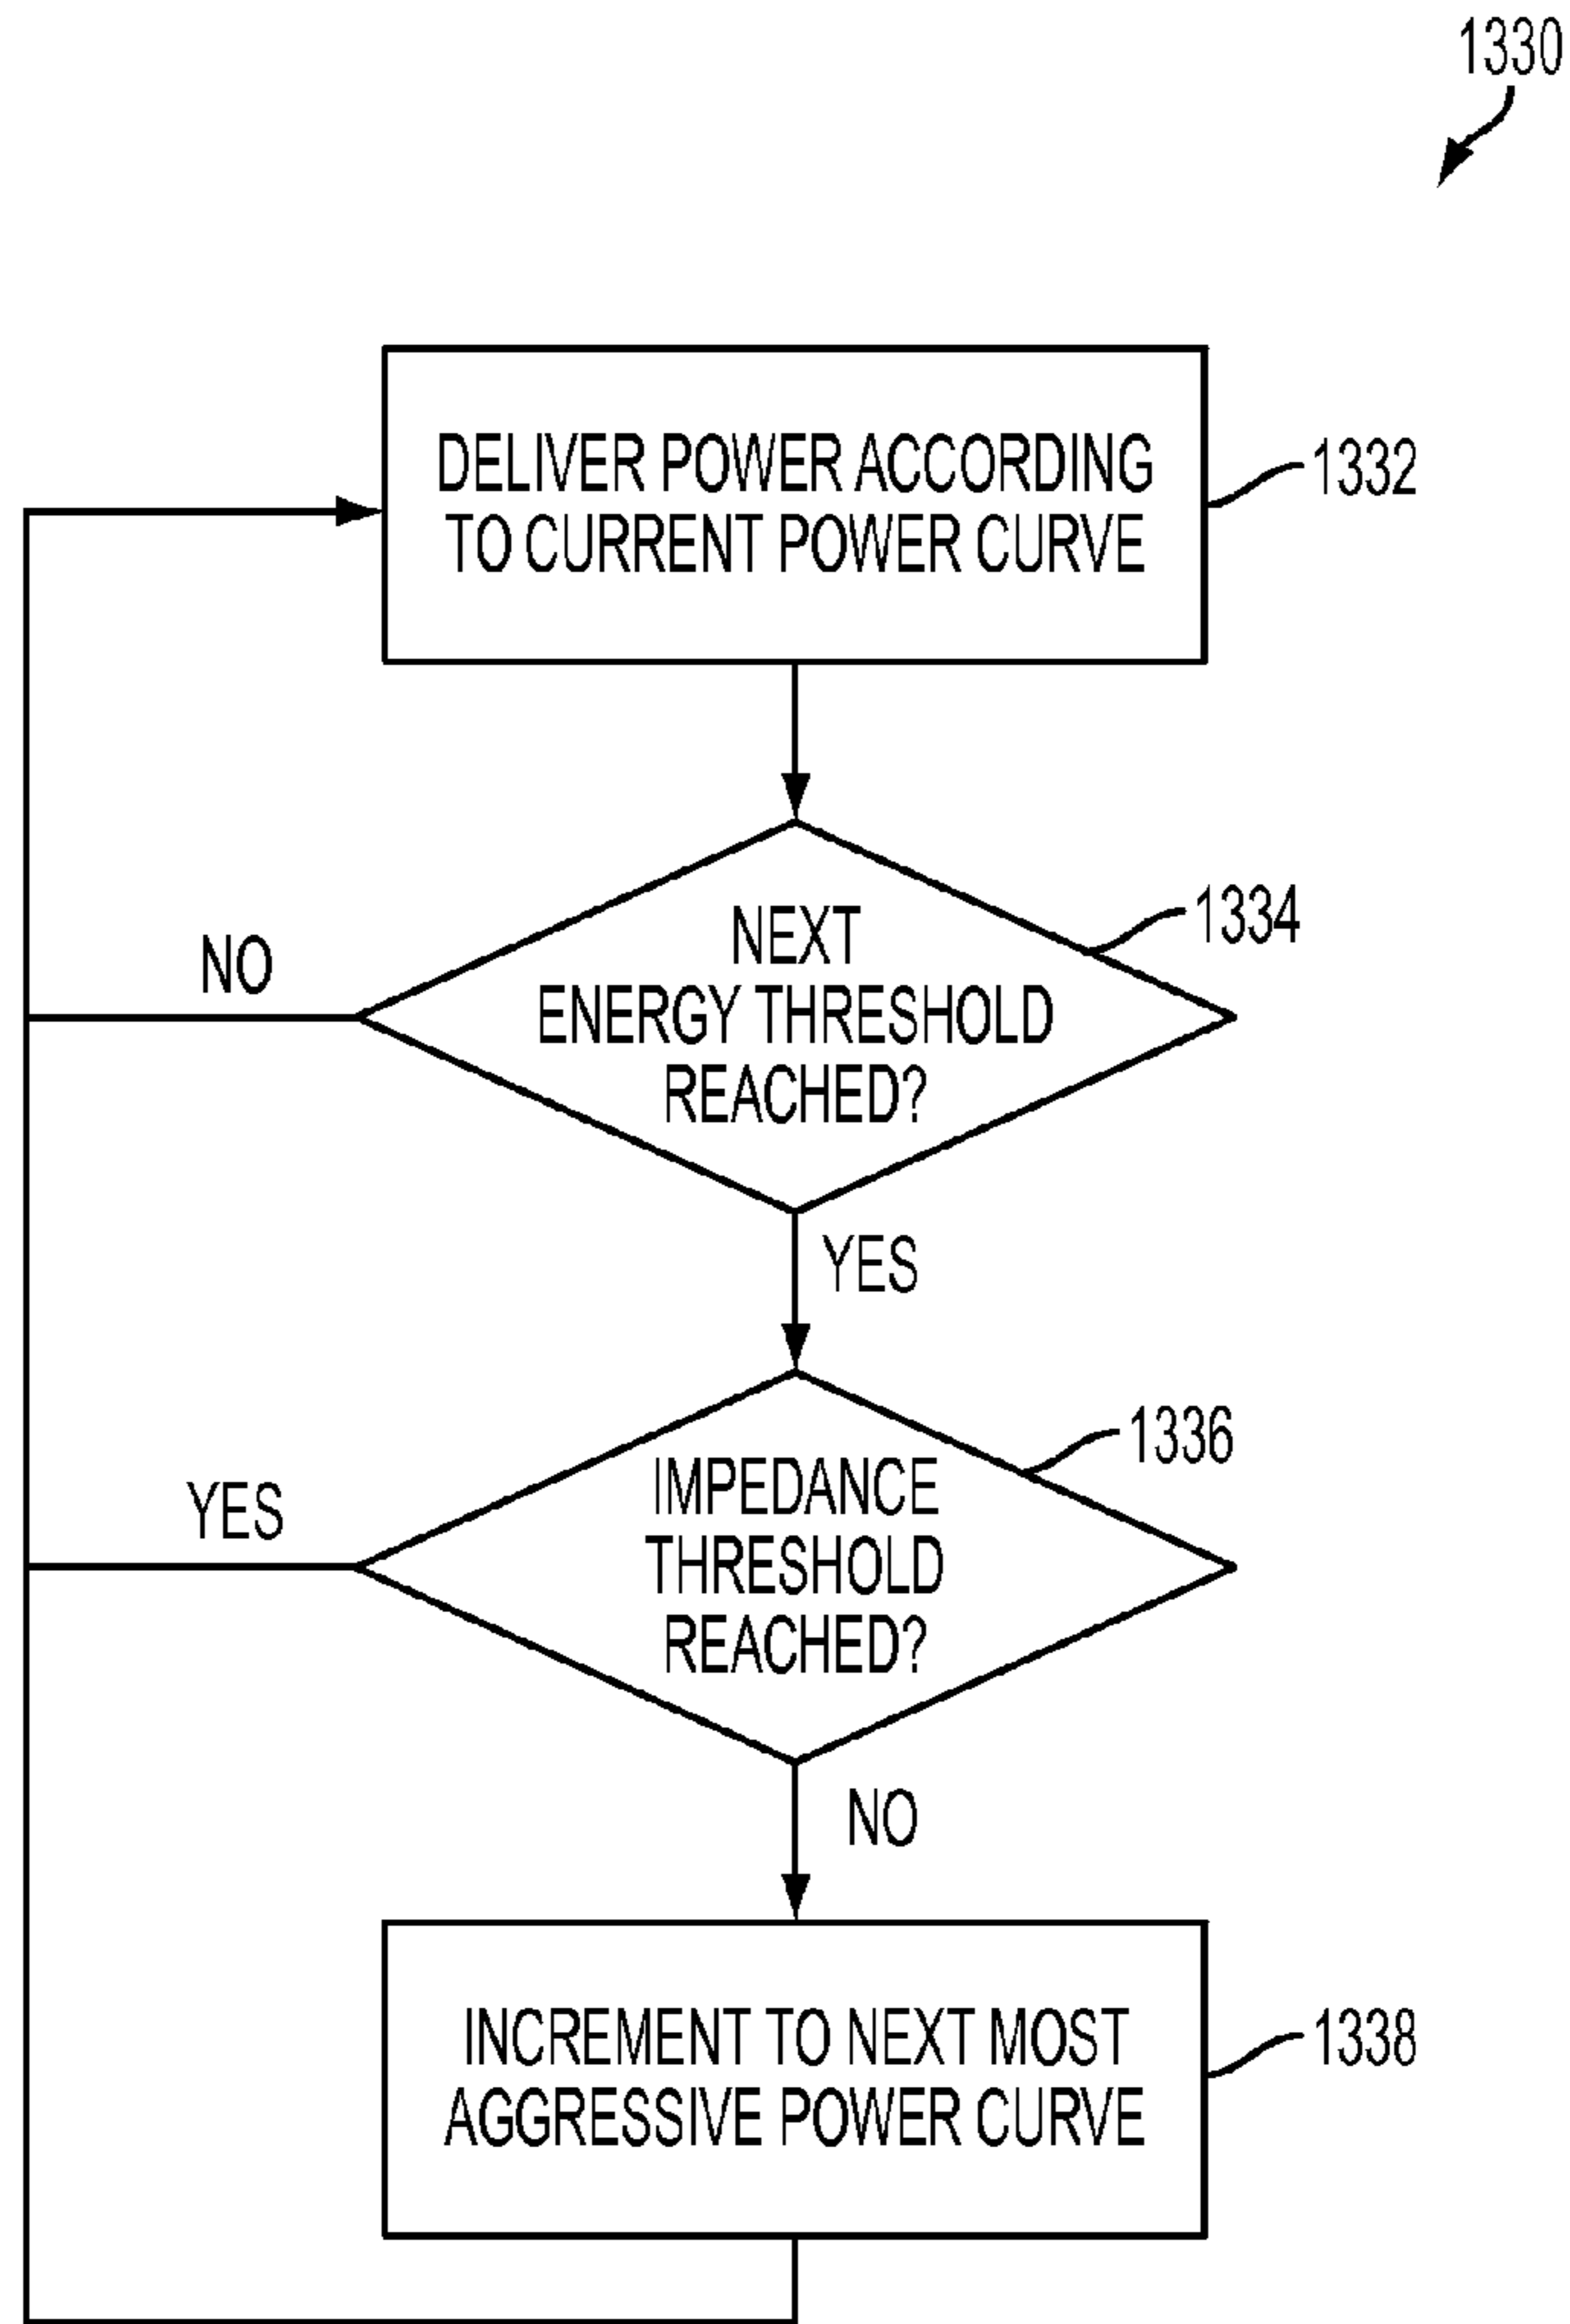 1330
DELIVER POWER ACCORDING
TO CURRENT POWER CURVE
1332
NEXT
ENERGY THRESHOLD
REACHED?
1334
NO
YES
IMPEDANCE
THRESHOLD
REACHED?
1336
YES
NO
INCREMENT TO NEXT MOST
AGGRESSIVE POWER CURVE
1338